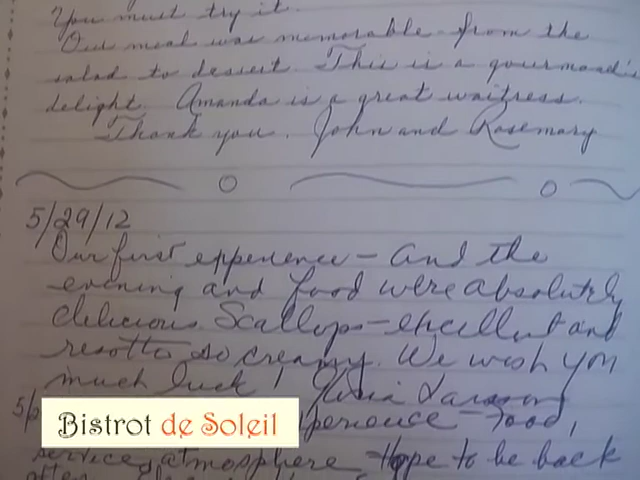 You must try it.
Our meal was memorable from the
salad to dessert. This is a gourmand's
delight. Amanda is a great waitress.
Thank you. John and Rosemary
5/29/12
Our first experience - and the
evening and food were absolutely
delicious Scallops - excellent and
resotto so creamy. We wish you
much luck!
Bistrot de Soleil
experience - Food,
service, atmosphere. Hope to be back
often